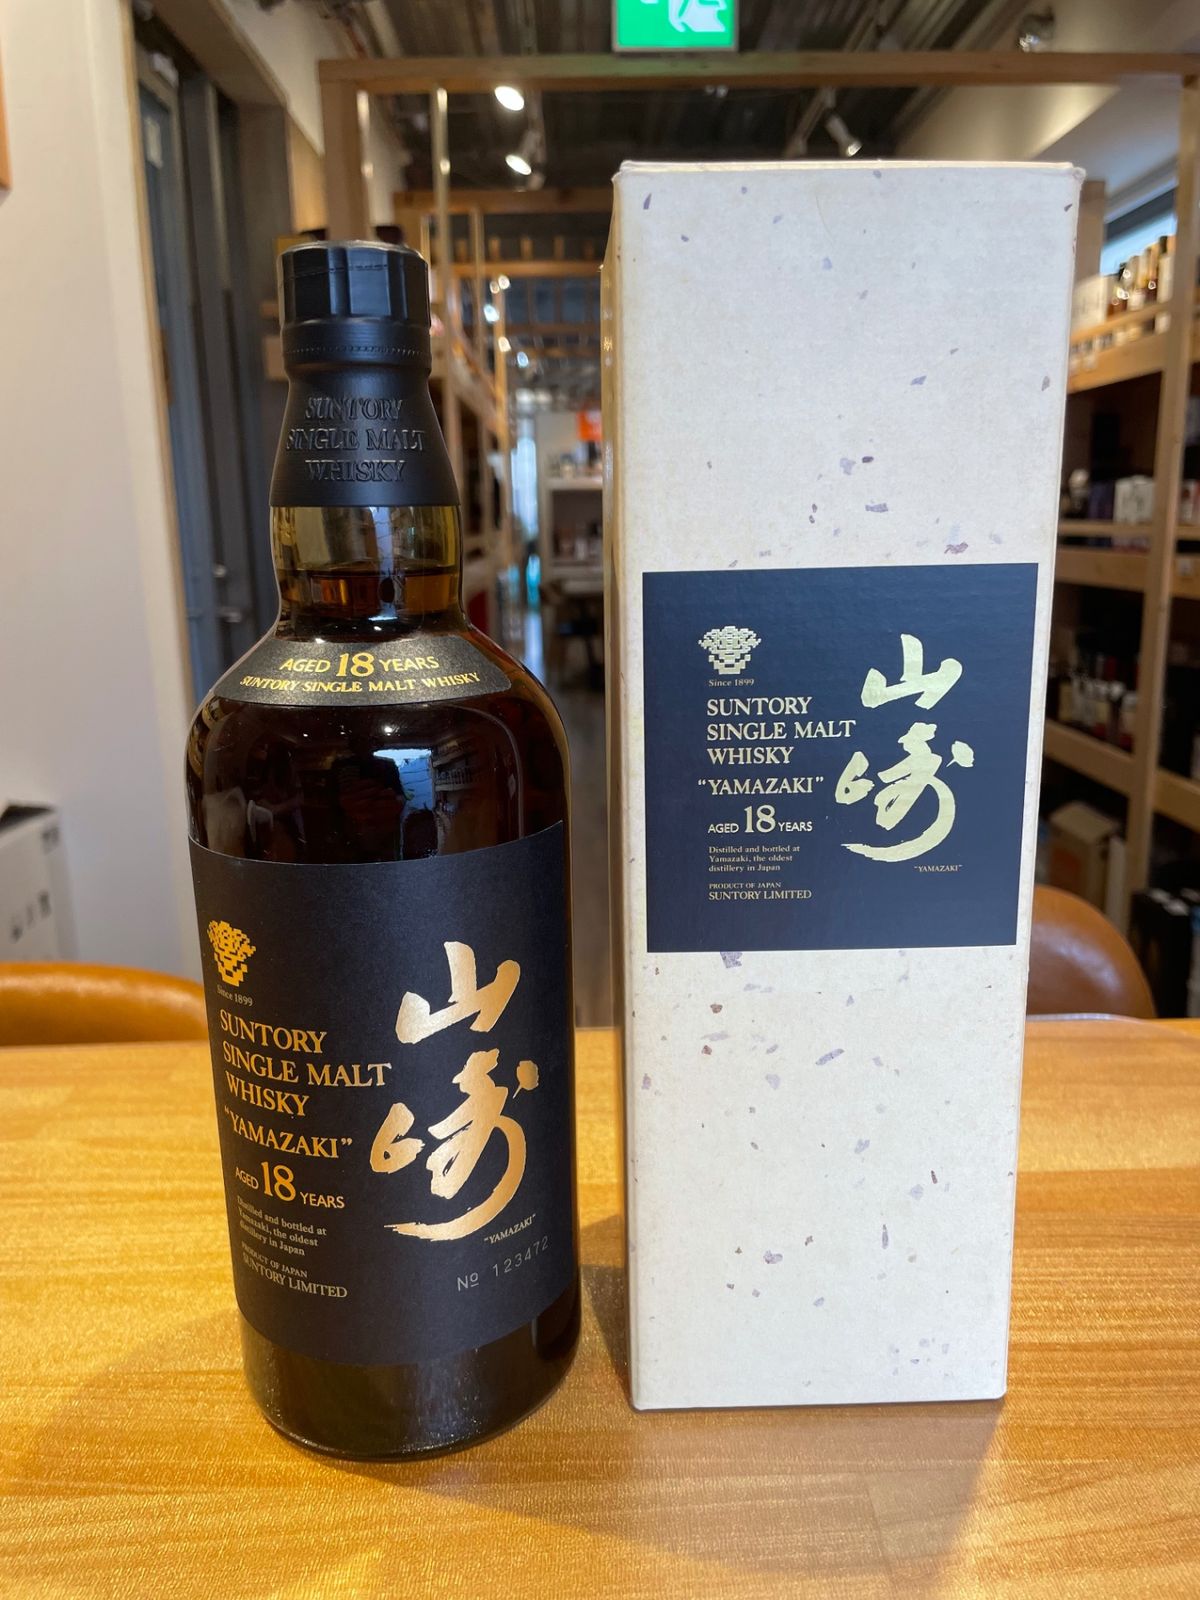 SUNTORY
SINGLE MALT
WHISKY
AGED 18 YEARS
SUNTORY SINGLE MALT WHISKY
Since 1899
SUNTORY
SINGLE MALT
WHISKY
"YAMAZAKI"
AGED 18 YEARS
Distilled and bottled at
Yamazaki, the oldest
distillery in Japan
PRODUCT OF JAPAN
SUNTORY LIMITED
山崎
"YAMAZAKI"
№ 123472
Since 1899
SUNTORY
SINGLE MALT
WHISKY
"YAMAZAKI"
AGED 18 YEARS
Distilled and bottled at
Yamazaki, the oldest
distillery in Japan
PRODUCT OF JAPAN
SUNTORY LIMITED
山崎
"YAMAZAKI"